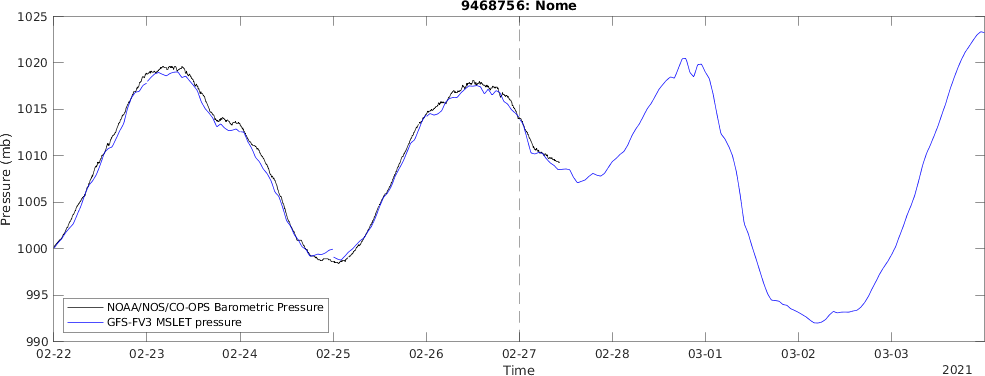 9468756: Nome
Pressure (mb)
1025
1020
1015
1010
1005
1000
995
990
NOAA/NOS/CO-OPS Barometric Pressure
GFS-FV3 MSLET pressure
02-22 02-23 02-24 02-25 02-26 02-27 02-28 03-01 03-02 03-03
Time
2021